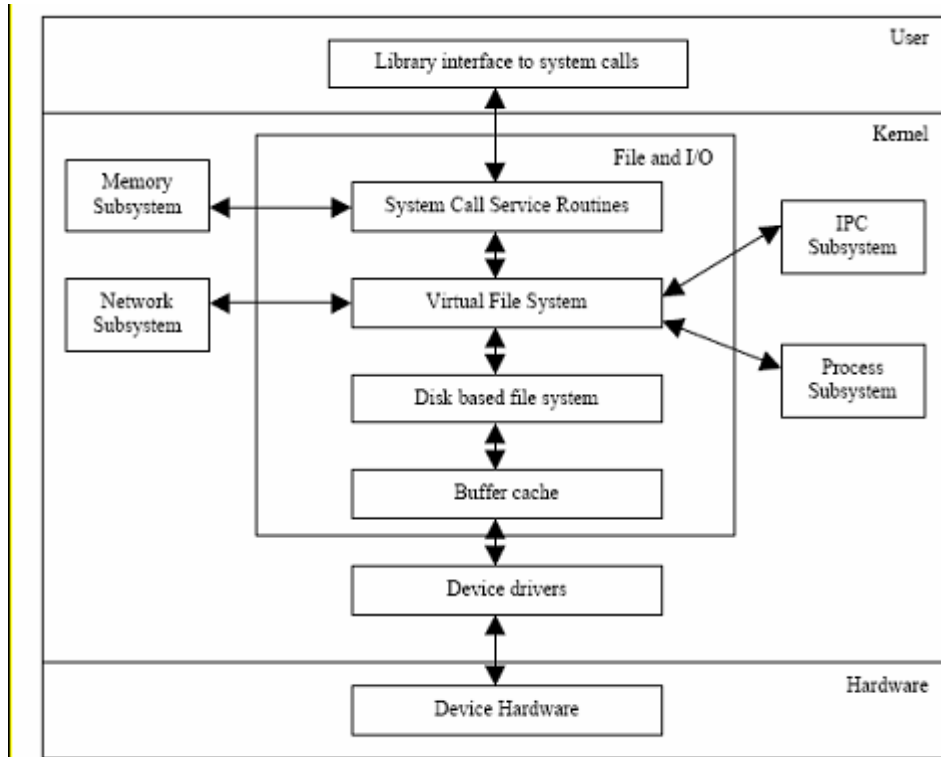 User
Library interface to system calls
Kernel
File and I/O
Memory
Subsystem
System Call Service Routines
IPC
Subsystem
Network
Subsystem
Virtual File System
Process
Subsystem
Disk based file system
Buffer cache
Device drivers
Hardware
Device Hardware